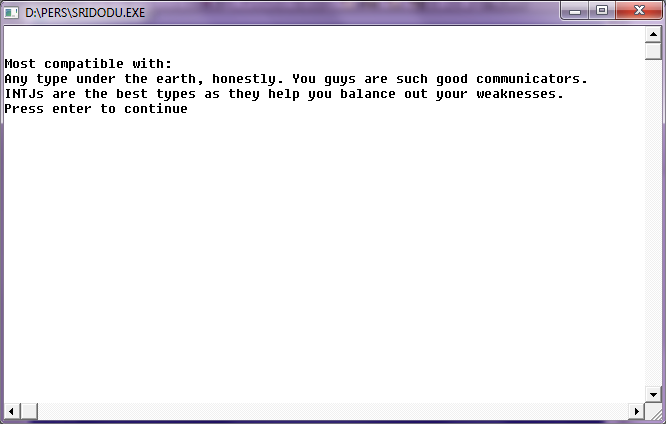 D:\PERS\SRIDODU.EXE
Most compatible with:
Any type under the earth, honestly. You guys are such good communicators.
INTJs are the best types as they help you balance out your weaknesses.
Press enter to continue